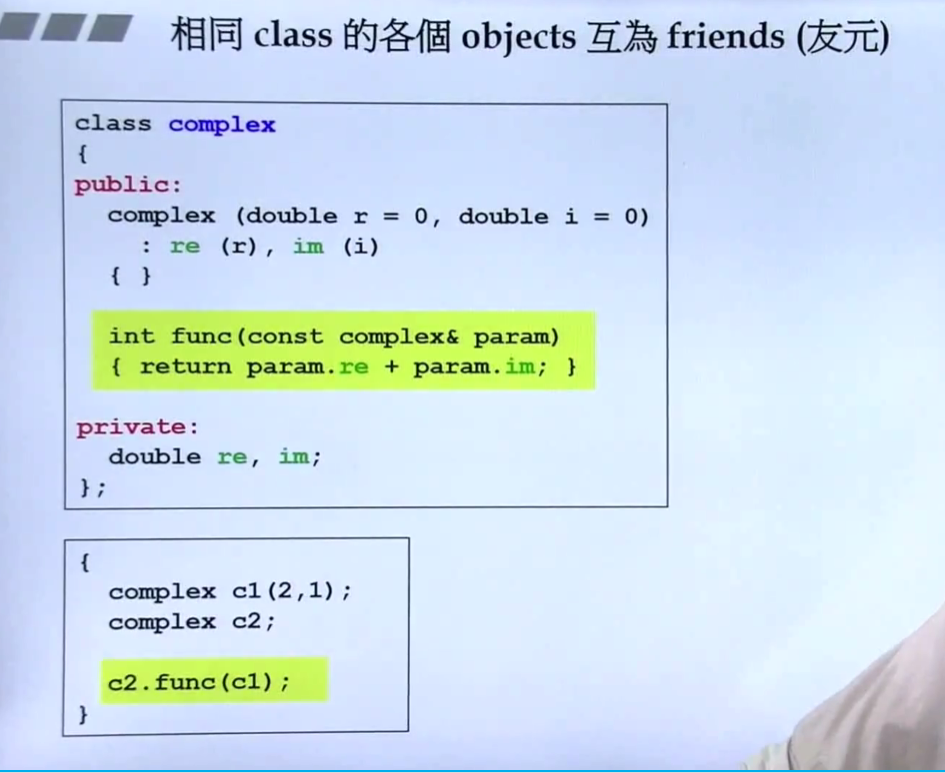 相同 class 的各個 objects 互為 friends (友元)
class complex
{
public:
complex (double r = 0, double i = 0)
: re (r), im (i)
{ }
int func(const complex& param)
{ return param.re + param.im; }
private:
double re, im;
};
{
complex c1(2,1);
complex c2;
c2.func(c1);
}